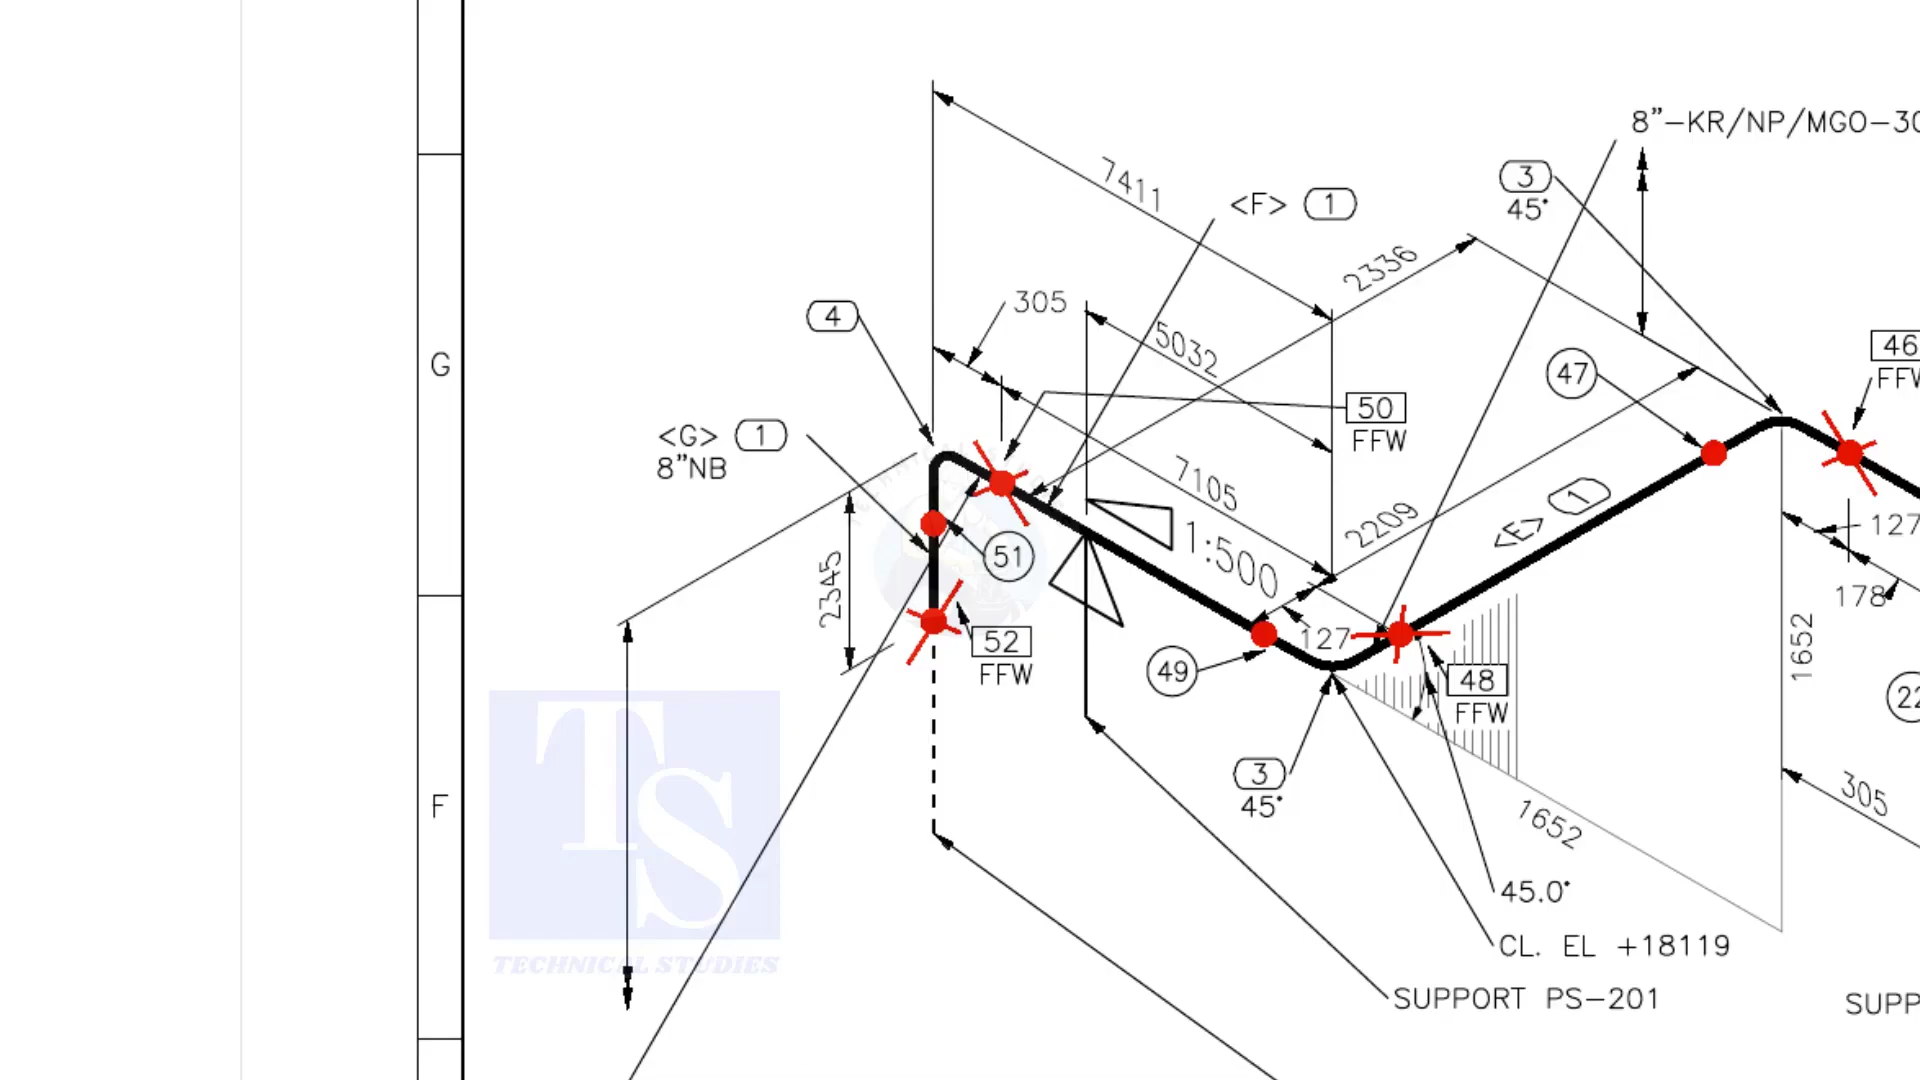 8”-KR/NP/MGO-30
7411
<F> 1
3
45°
2336
4
305
5032
G
47
46
FFW
50
FFW
<G> 1
8”NB
7105
2209
<E> 1
127
1:500
51
2345
178
52
FFW
127
49
48
FFW
1652
22
3
45°
F
1652
305
45.0°
CL. EL +18119
TS
TECHNICAL STUDIES
SUPPORT PS-201
SUPP